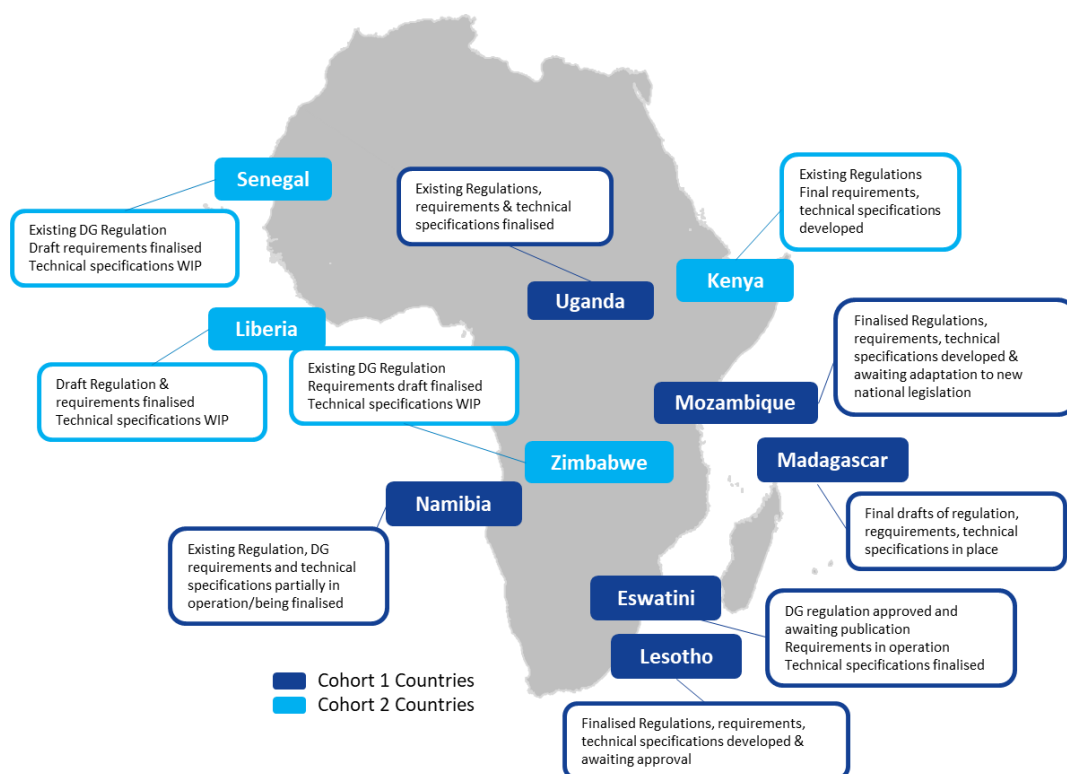 Senegal
Existing DG Regulation
Draft requirements finalised
Technical specifications WIP
Existing Regulations,
requirements & technical
specifications finalised
Uganda
Existing Regulations
Final requirements,
technical specifications
developed
Kenya
Liberia
Draft Regulation &
requirements finalised
Technical specifications WIP
Existing DG Regulation
Requirements draft finalised
Technical specifications WIP
Zimbabwe
Finalised Regulations,
requirements, technical
specifications developed &
awaiting adaptation to new
national legislation
Mozambique
Madagascar
Final drafts of regulation,
regquirements, technical
specifications in place
Namibia
Existing Regulation, DG
requirements and technical
specifications partially in
operation/being finalised
Eswatini
DG regulation approved and
awaiting publication
Requirements in operation
Technical specifications finalised
Lesotho
Finalised Regulations, requirements,
technical specifications developed &
awaiting approval
Cohort 1 Countries
Cohort 2 Countries